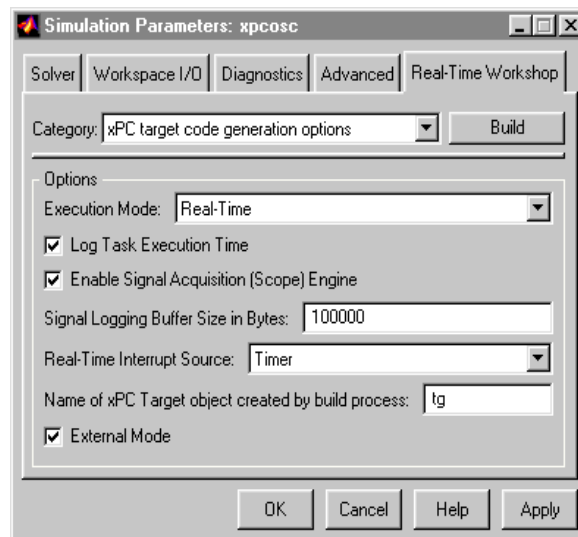 Simulation Parameters: xpcosc
Solver Workspace I/O Diagnostics Advanced Real-Time Workshop
Category: xPC target code generation options Build
Options
Execution Mode: Real-Time
Log Task Execution Time
Enable Signal Acquisition (Scope) Engine
Signal Logging Buffer Size in Bytes: 100000
Real-Time Interrupt Source: Timer
Name of xPC Target object created by build process: tg
External Mode
OK Cancel Help Apply